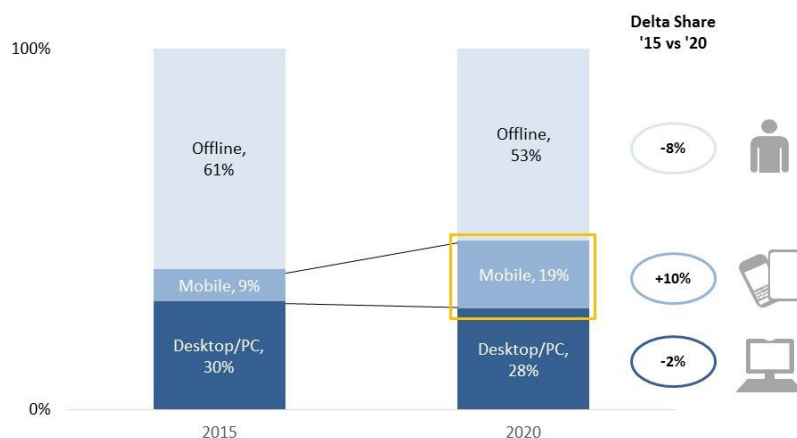 Delta Share
'15 vs '20
100%
Offline,
61%
Offline,
53%
-8%
Mobile, 9%
Mobile, 19%
+10%
Desktop/PC,
30%
Desktop/PC,
28%
-2%
0%
2015
2020